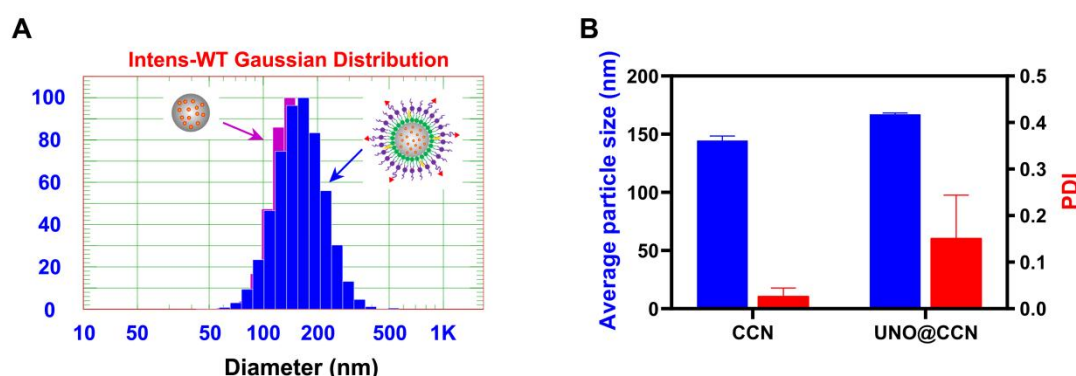 A
Intens-WT Gaussian Distribution
100
80
60
40
20
0
10 50 50 100 200 500 1K
Diameter (nm)
B
Average particle size (nm)
200
150
100
50
0
0.5
0.4
0.3
0.2
0.1
0.0
PDI
CCN UNO@CCN